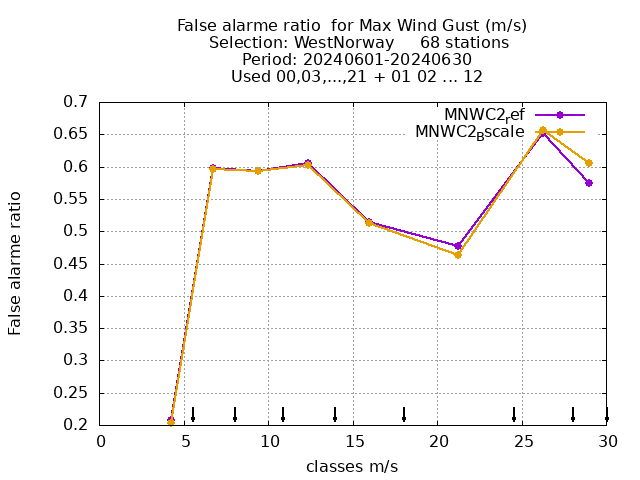 False alarme ratio  for Max Wind Gust (m/s)
Selection: WestNorway     68 stations
Period: 20240601-20240630
Used 00,03,...,21 + 01 02 ... 12
MNWC2ref
MNWC2Bscale
False alarme ratio
0.7
0.65
0.6
0.55
0.5
0.45
0.4
0.35
0.3
0.25
0.2
0 5 10 15 20 25 30
classes m/s